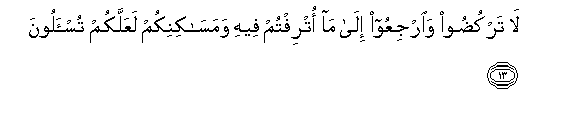 لَا تَرْكُضُوا۟ وَٱرْجِعُوٓا۟ إِلَىٰ مَآ أُتْرِفْتُمْ فِيهِ وَمَسَـٰكِنِكُمْ لَعَلَّكُمْ تُسْـَٔلُونَ
١٣